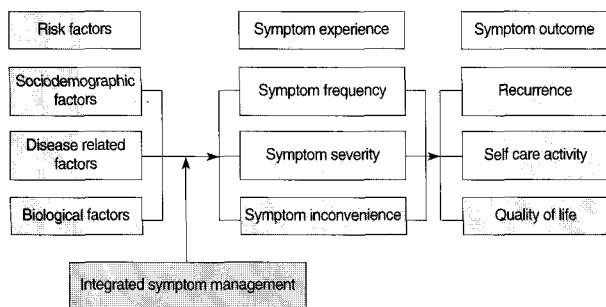 Risk factors
Symptom experience
Symptom outcome
Sociodemographic
factors
Symptom frequency
Recurrence
Disease related
factors
Symptom severity
Self care activity
Biological factors
Symptom inconvenience
Quality of life
Integrated symptom management